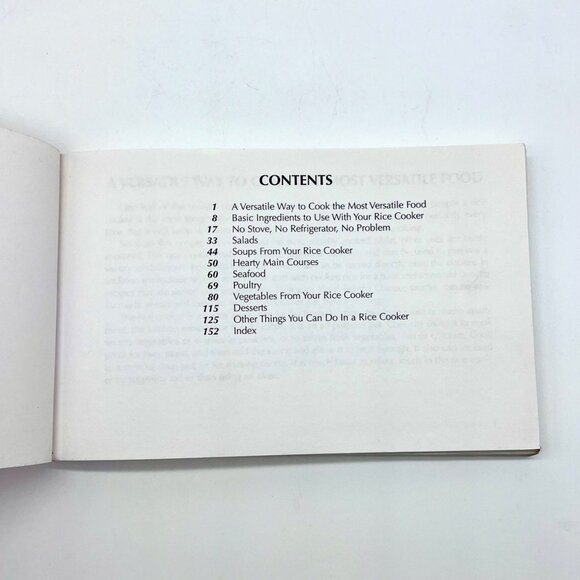 CONTENTS
1 A Versatile Way to Cook the Most Versatile Food
8 Basic Ingredients to Use With Your Rice Cooker
17 No Stove, No Refrigerator, No Problem
33 Salads
44 Soups From Your Rice Cooker
50 Hearty Main Courses
60 Seafood
69 Poultry
80 Vegetables From Your Rice Cooker
115 Desserts
125 Other Things You Can Do In a Rice Cooker
152 Index